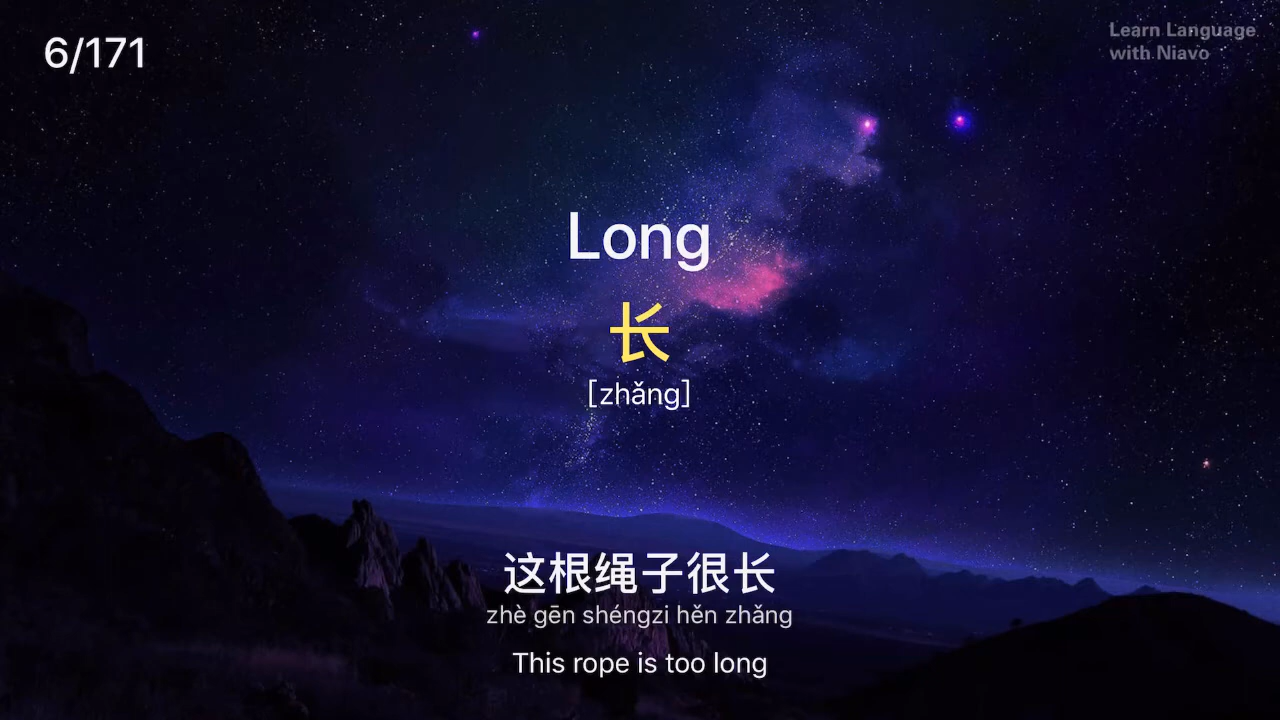 6/171
Learn Language
with Niavo
Long
长
[zhǎng]
这根绳子很长
zhè gēn shéngzi hěn zhǎng
This rope is too long